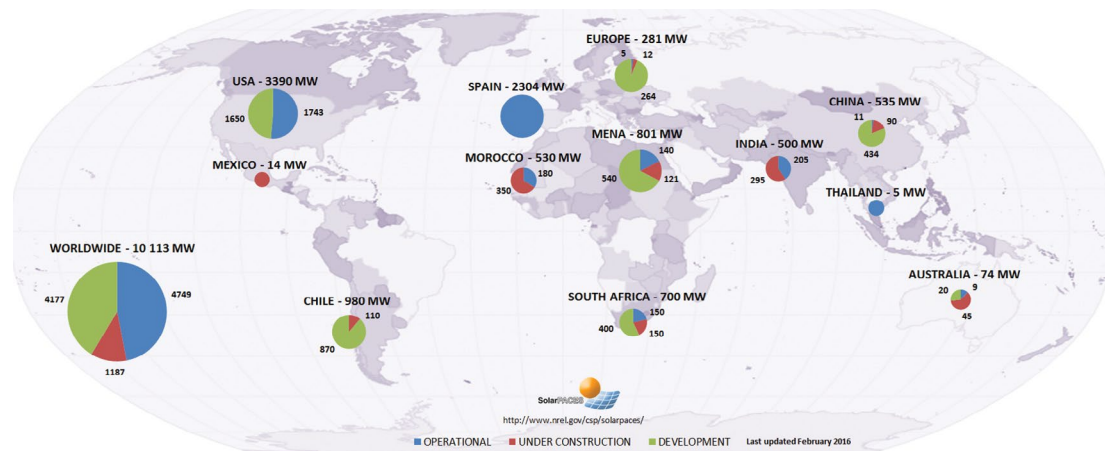 EUROPE - 281 MW
5 12
264
USA - 3390 MW
1650 1743
SPAIN - 2304 MW
CHINA - 535 MW
11 90
434
MENA - 801 MW
140
540 121
INDIA - 500 MW
205
295
MOROCCO - 530 MW
180
350
MEXICO - 14 MW
THAILAND - 5 MW
WORLDWIDE - 10 113 MW
4177 4749
1187
AUSTRALIA - 74 MW
20 9
45
CHILE - 980 MW
110
870
SOUTH AFRICA - 700 MW
150
400 150
SolarPACES
http://www.nrel.gov/csp/solarpaces/
OPERATIONAL UNDER CONSTRUCTION DEVELOPMENT Last updated February 2016